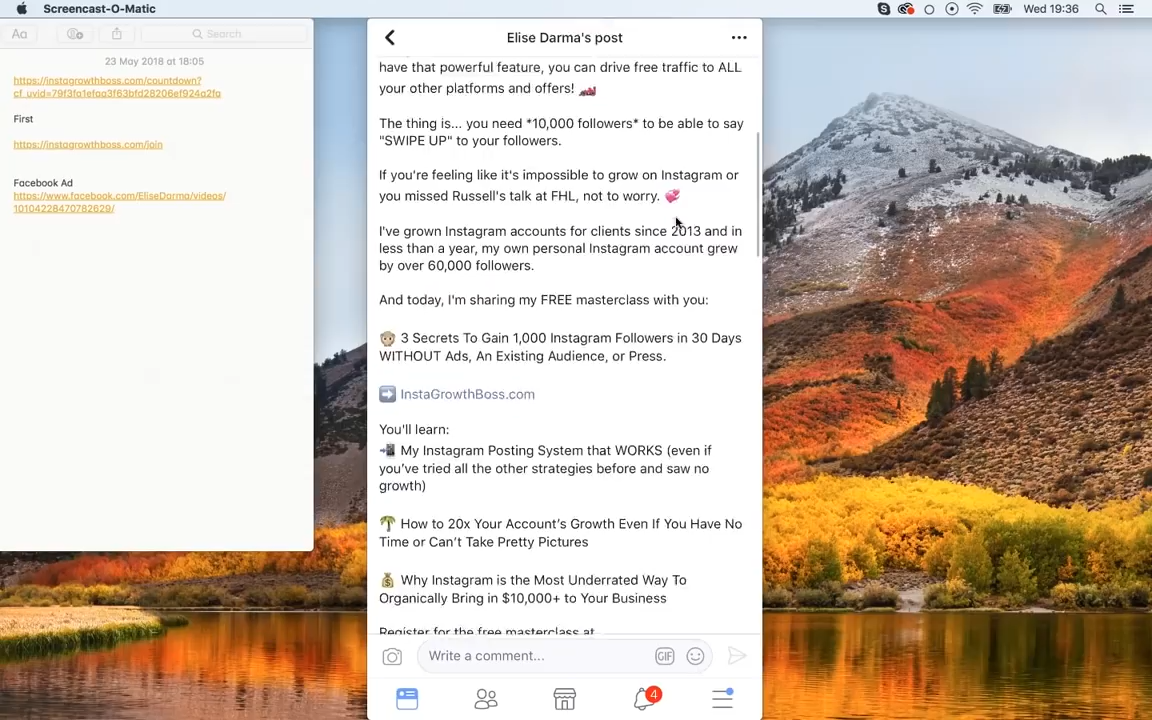 Screencast-O-Matic
Wed 19:36
Aa
Search
23 May 2018 at 18:05
https://instagrowthboss.com/countdown?
cf_uvid=79f3fa1efaa3f63bfd28206ef924a2fa
First
https://instagrowthboss.com/join
Facebook Ad
https://www.facebook.com/EliseDarma/videos/
10104228470782629/
Elise Darma's post
have that powerful feature, you can drive free traffic to ALL
your other platforms and offers!
The thing is... you need *10,000 followers* to be able to say
"SWIPE UP" to your followers.
If you're feeling like it's impossible to grow on Instagram or
you missed Russell's talk at FHL, not to worry.
I've grown Instagram accounts for clients since 2013 and in
less than a year, my own personal Instagram account grew
by over 60,000 followers.
And today, I'm sharing my FREE masterclass with you:
3 Secrets To Gain 1,000 Instagram Followers in 30 Days
WITHOUT Ads, An Existing Audience, or Press.
InstaGrowthBoss.com
You'll learn:
My Instagram Posting System that WORKS (even if
you've tried all the other strategies before and saw no
growth)
How to 20x Your Account's Growth Even If You Have No
Time or Can't Take Pretty Pictures
Why Instagram is the Most Underrated Way To
Organically Bring in $10,000+ to Your Business
Register for the free masterclass at
Write a comment...
GIF
4